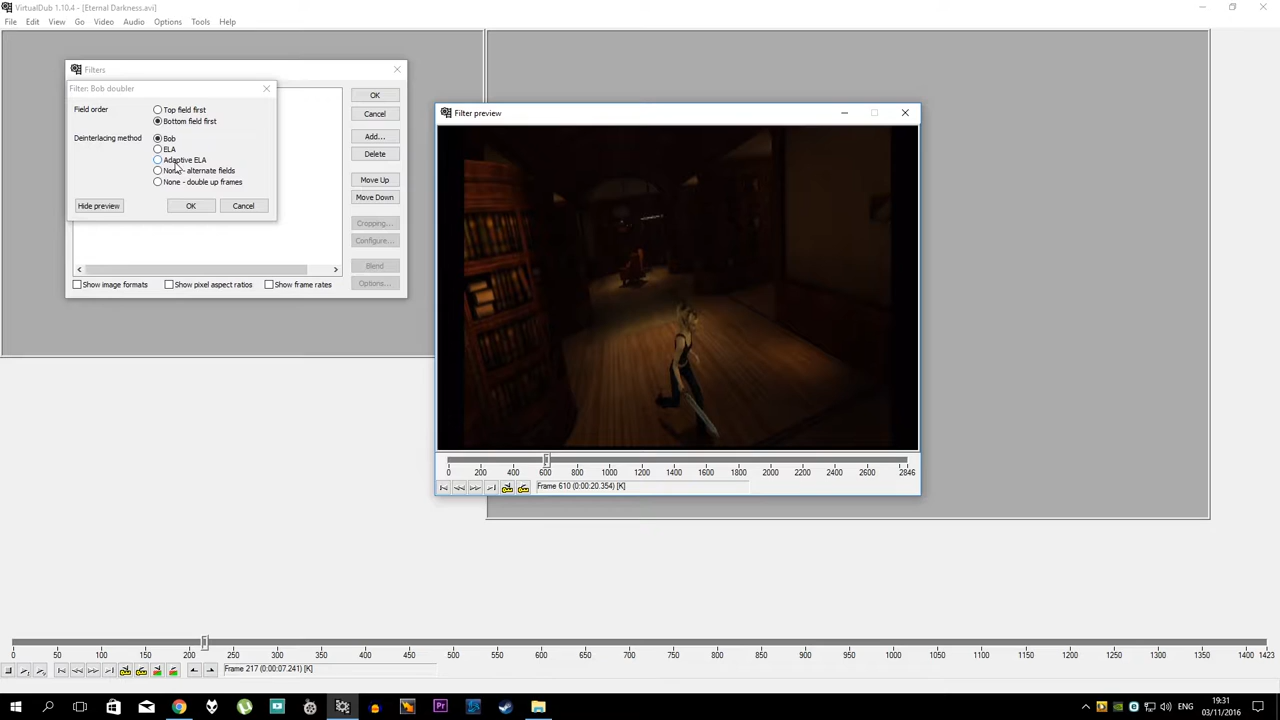 VirtualDub 1.10.4 - [Eternal Darkness.avi]
File Edit View Go Video Audio Options Tools Help
Filters
Filter: Bob doubler
Field order
Top field first
Bottom field first
Deinterlacing method
Bob
ELA
Adaptive ELA
None - alternate fields
None - double up frames
Hide preview OK Cancel
OK
Cancel
Add...
Delete
Move Up
Move Down
Cropping...
Configure...
Blend
Options...
Show image formats Show pixel aspect ratios Show frame rates
Filter preview
0 200 400 600 800 1000 1200 1400 1600 1800 2000 2200 2400 2600 2846
Frame 610 (0:00:20.354) [K]
0 50 100 150 200 250 300 350 400 450 500 550 600 650 700 750 800 850 900 950 1000 1050 1100 1150 1200 1250 1300 1350 1400 1423
Frame 217 (0:00:07.241) [K]
Pr
ENG
19:31
03/11/2016